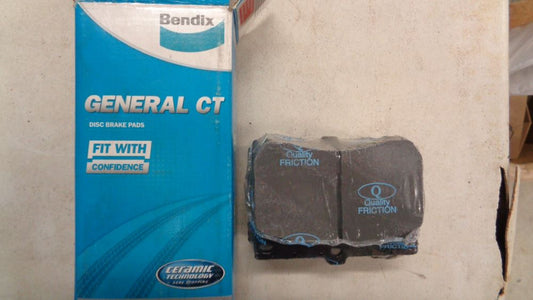 Bendix
GENERAL CT
DISC BRAKE PADS
FIT WITH
CONFIDENCE
CERAMIC
TECHNOLOGY
Quality
FRICTION
Q
Quality
FRICTION
Q